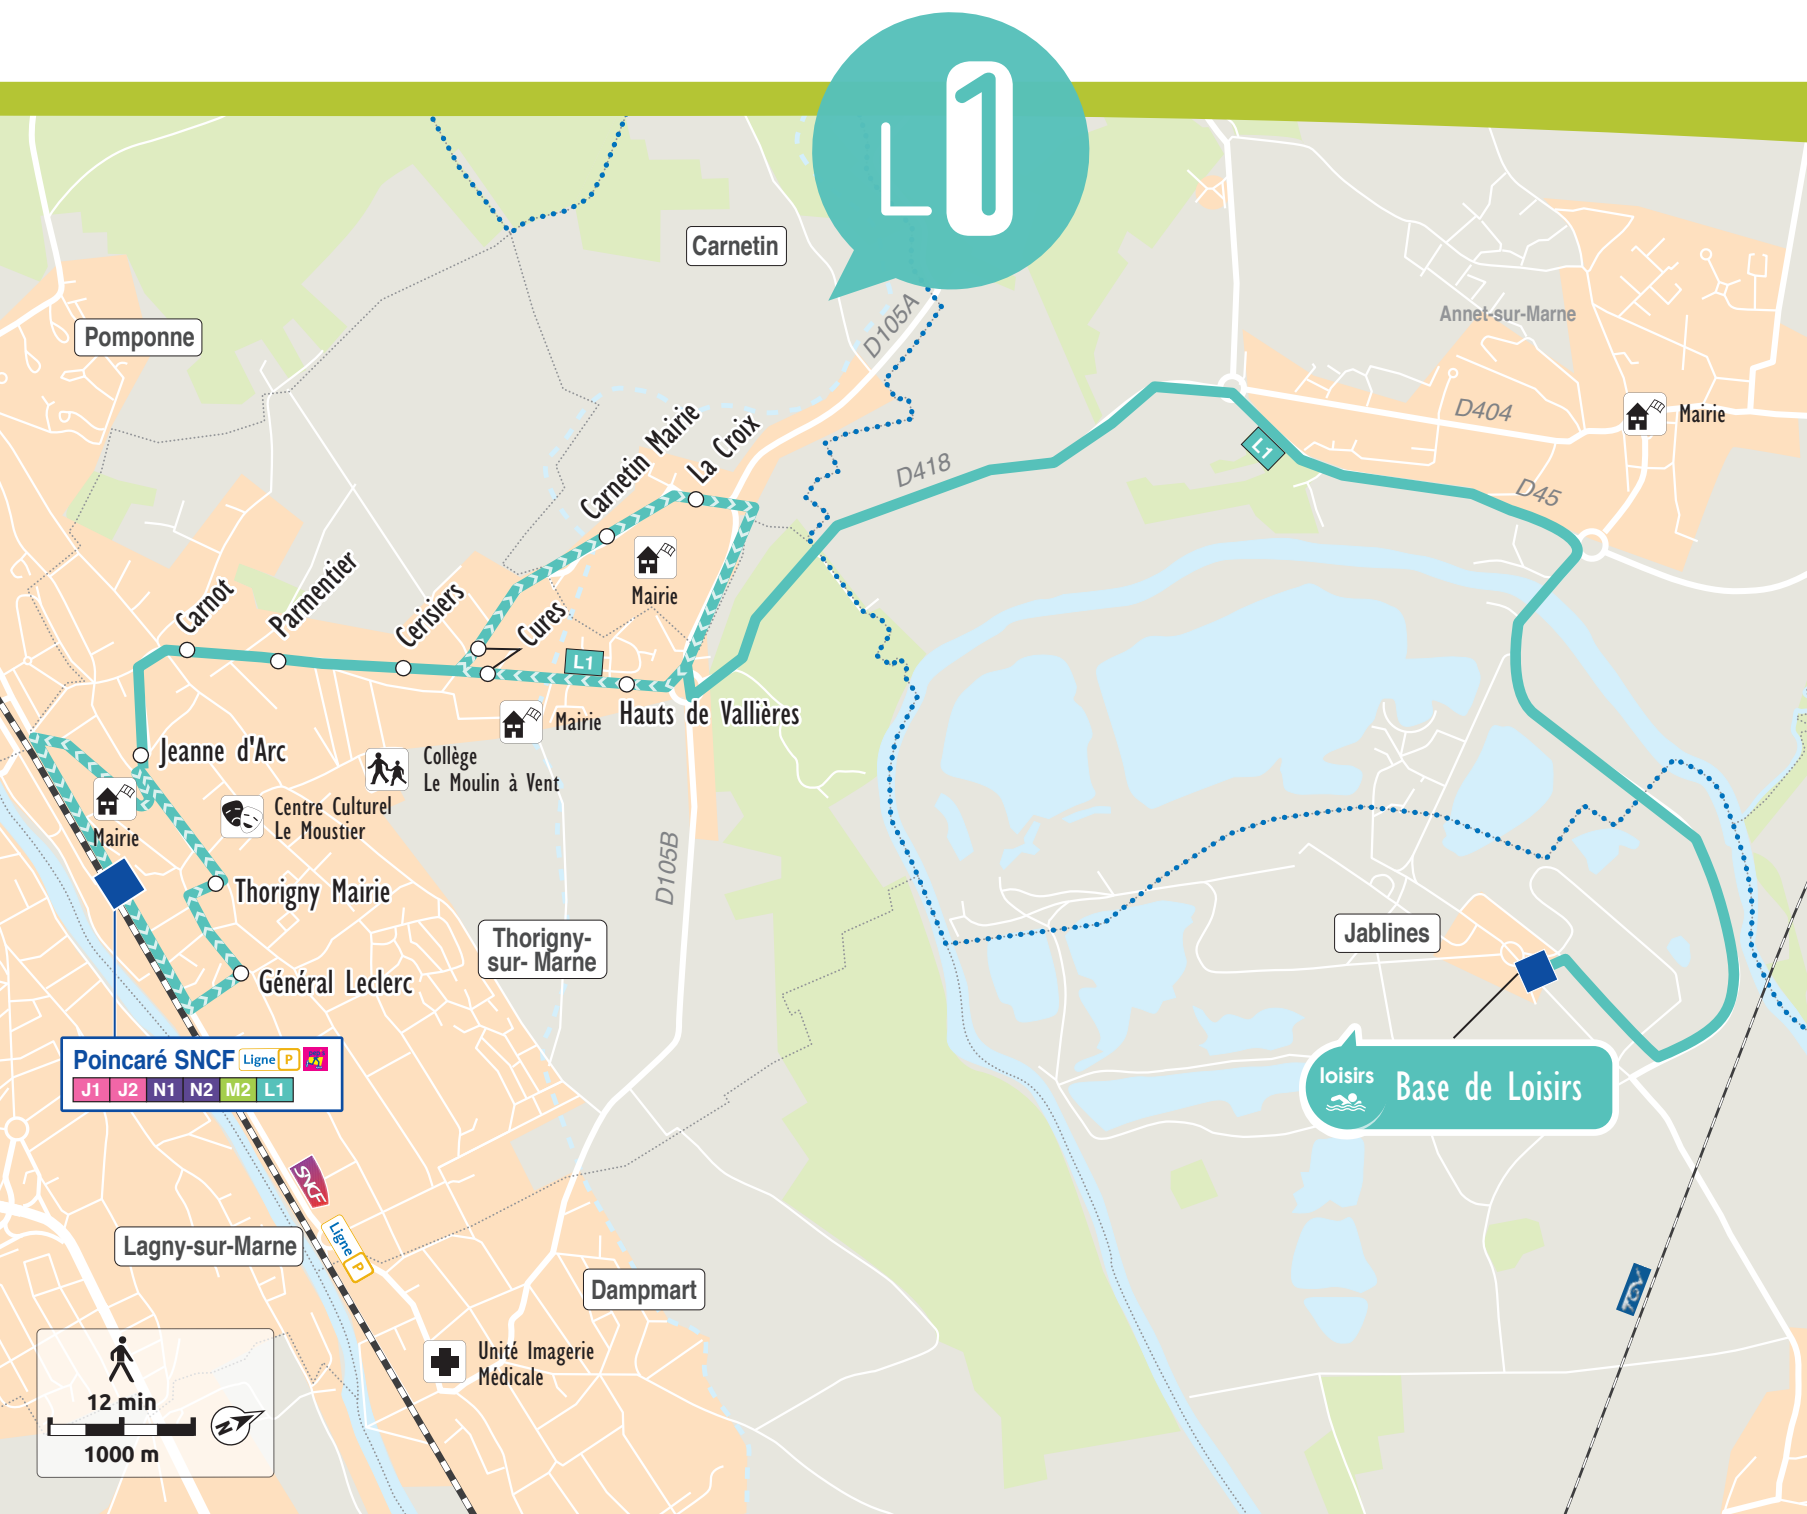 L1
Carnetin
Pomponne
D105A
Annet-sur-Marne
D404
Mairie
Carnetin Mairie
La Croix
L1
D418
D45
Mairie
Carnot
Parmentier
Cerisiers
Cures
L1
Mairie
Hauts de Vallières
Jeanne d'Arc
Collège
Le Moulin à Vent
Mairie
Centre Culturel
Le Moustier
D105B
Thorigny Mairie
Thorigny-
sur- Marne
Jablines
Général Leclerc
Poincaré SNCF Ligne P
J1 J2 N1 N2 M2 L1
loisirs
Base de Loisirs
SNCF
Ligne P
Lagny-sur-Marne
Dampmart
TGV
Unité Imagerie
Médicale
12 min
N
1000 m